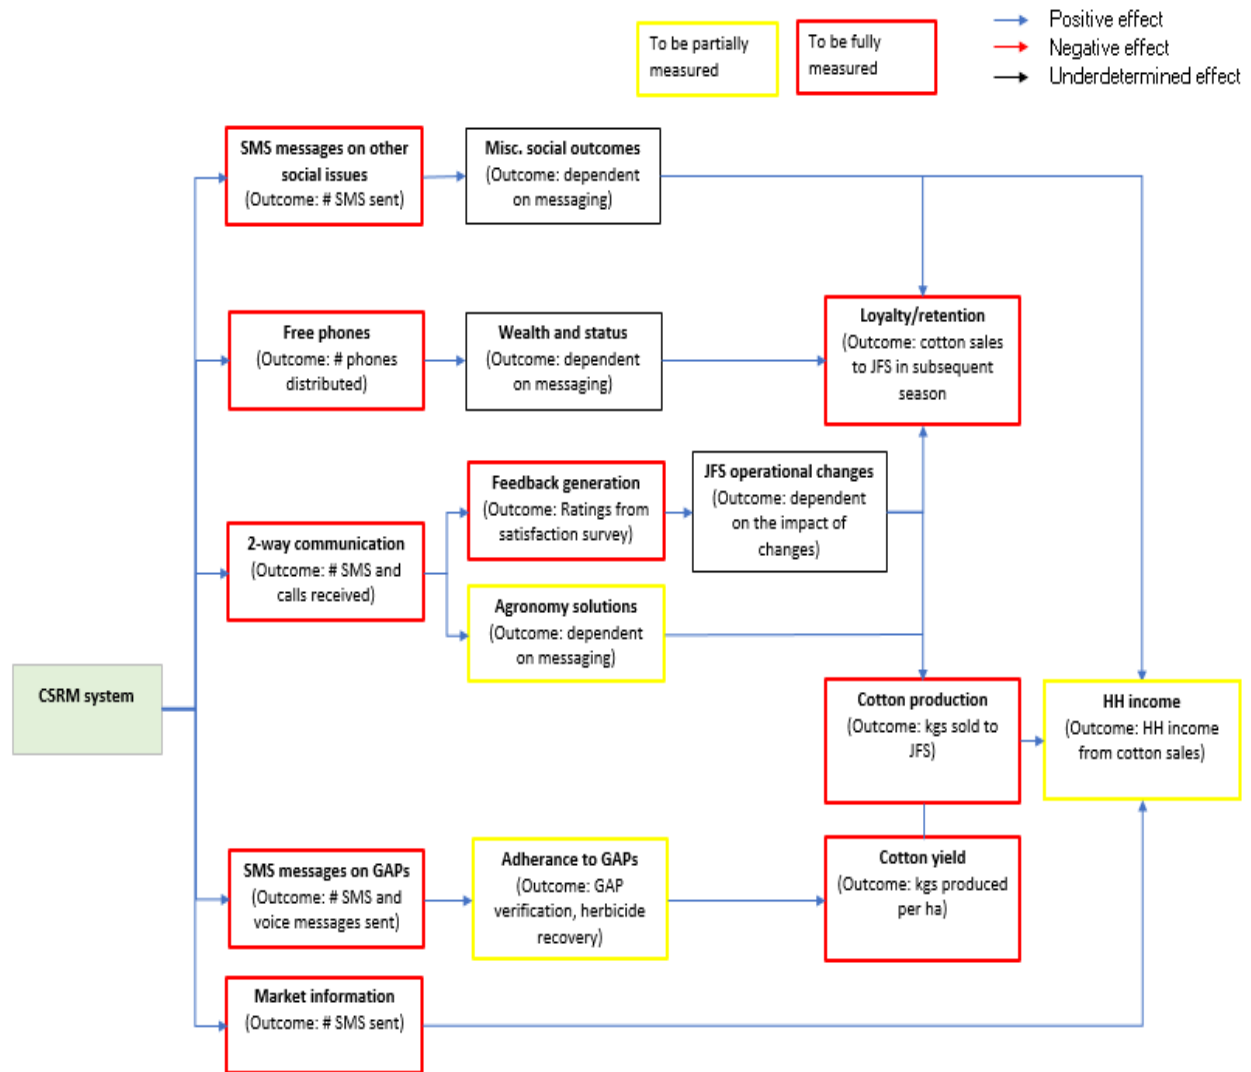 To be partially
measured
To be fully
measured
Positive effect
Negative effect
Underdetermined effect
SMS messages on other
social issues
(Outcome: # SMS sent)
Misc. social outcomes
(Outcome: dependent
on messaging)
Free phones
(Outcome: # phones
distributed)
Wealth and status
(Outcome: dependent
on messaging)
Loyalty/retention
(Outcome: cotton sales
to JFS in subsequent
season
Feedback generation
(Outcome: Ratings from
satisfaction survey)
JFS operational changes
(Outcome: dependent
on the impact of
changes)
2-way communication
(Outcome: # SMS and
calls received)
Agronomy solutions
(Outcome: dependent
on messaging)
CSRM system
Cotton production
(Outcome: kgs sold to
JFS)
HH income
(Outcome: HH income
from cotton sales)
SMS messages on GAPs
(Outcome: # SMS and
voice messages sent)
Adherance to GAPs
(Outcome: GAP
verification, herbicide
recovery)
Cotton yield
(Outcome: kgs produced
per ha)
Market information
(Outcome: # SMS sent)